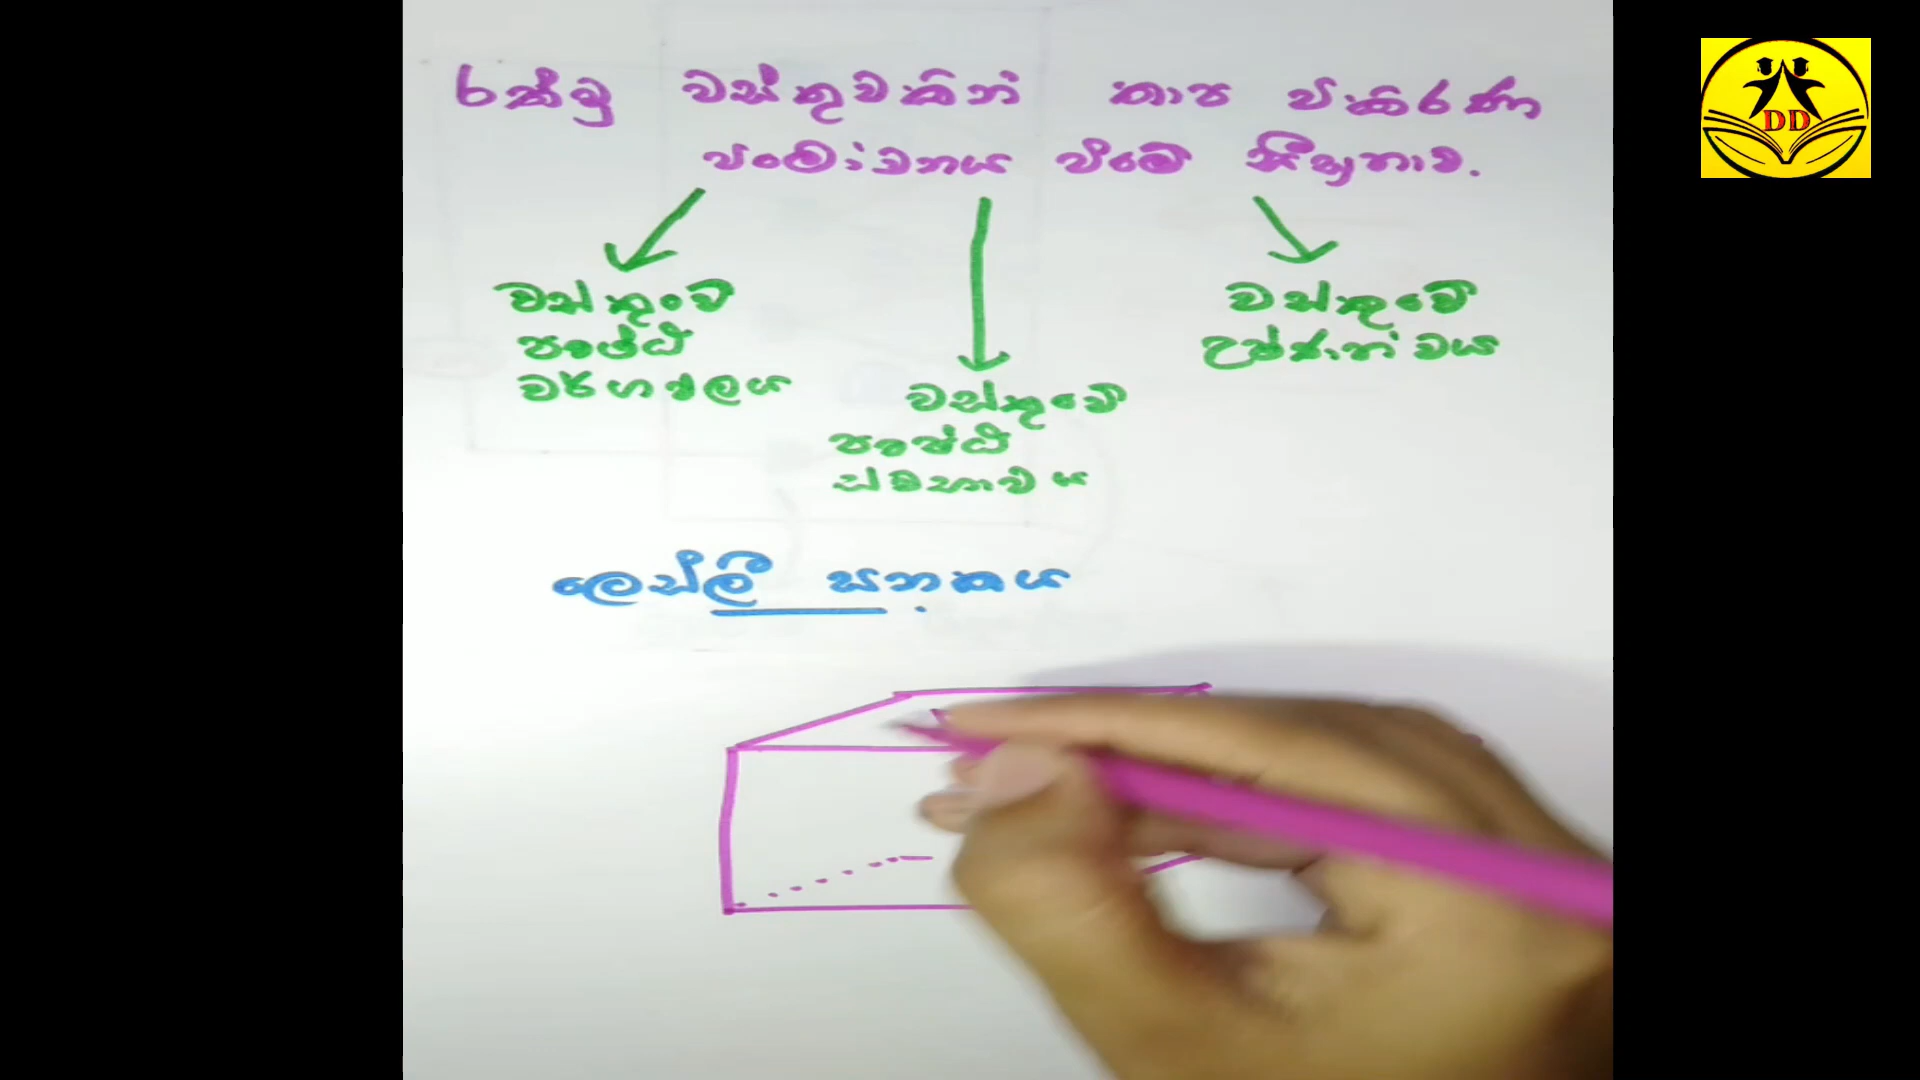 රත්වූ වස්තුවකින් තාප විකිරණ
විමෝචනය වීමේ සීඝ්‍රතාව.
වස්තුවේ
පෘෂ්ඨ
වර්ගඵලය
වස්තුවේ
පෘෂ්ඨ
ස්වභාවය
වස්තුවේ
උෂ්ණත්වය
ලෙස්ලි ඝනකය
DD